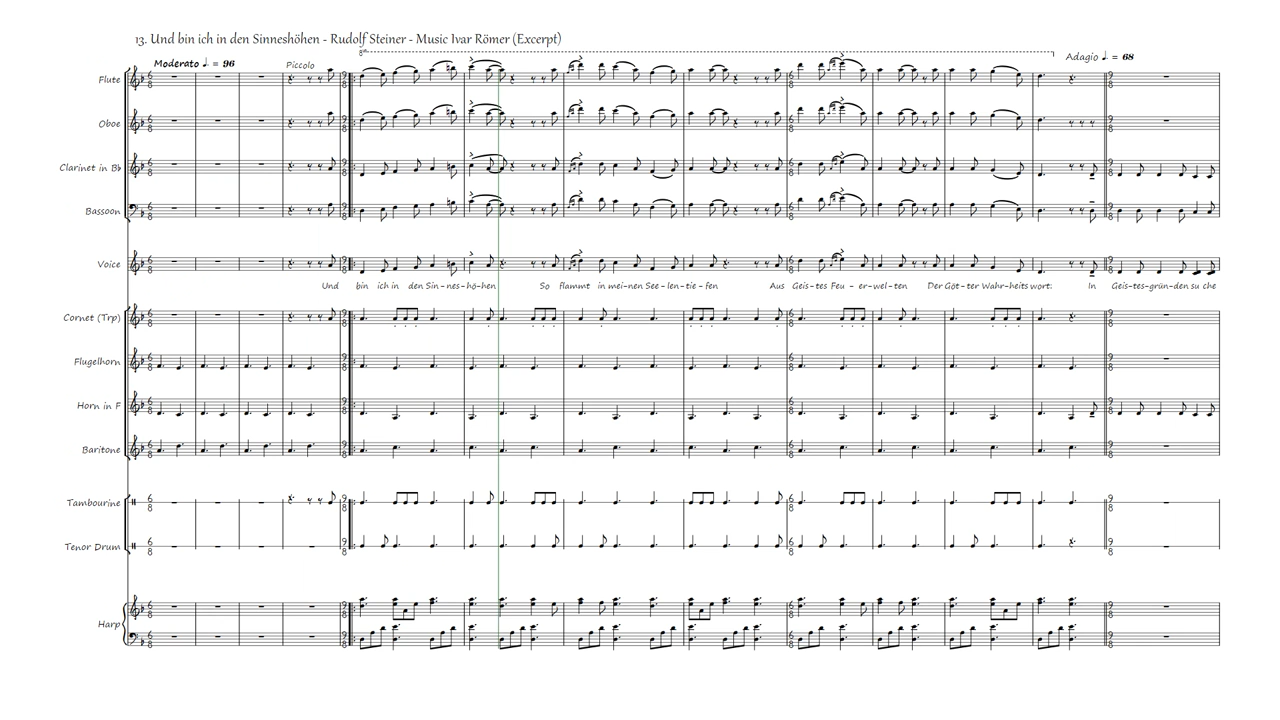 13. Und bin ich in den Sinneshöhen - Rudolf Steiner - Music Ivar Römer (Excerpt)
Moderato ♩. = 96
Piccolo
8va
Adagio ♩. = 68
Flute
Oboe
Clarinet in B♭
Bassoon
Voice
Und bin ich in den Sin-nes-hö-hen So flammt in mei-nen See-len-tie-fen Aus Geis-tes Feu-er-wel-ten Der Göt-ter Wahr-heits wort: In Geis-tes-grün-den su che
Cornet (Trp)
Flugelhorn
Horn in F
Baritone
Tambourine
Tenor Drum
Harp